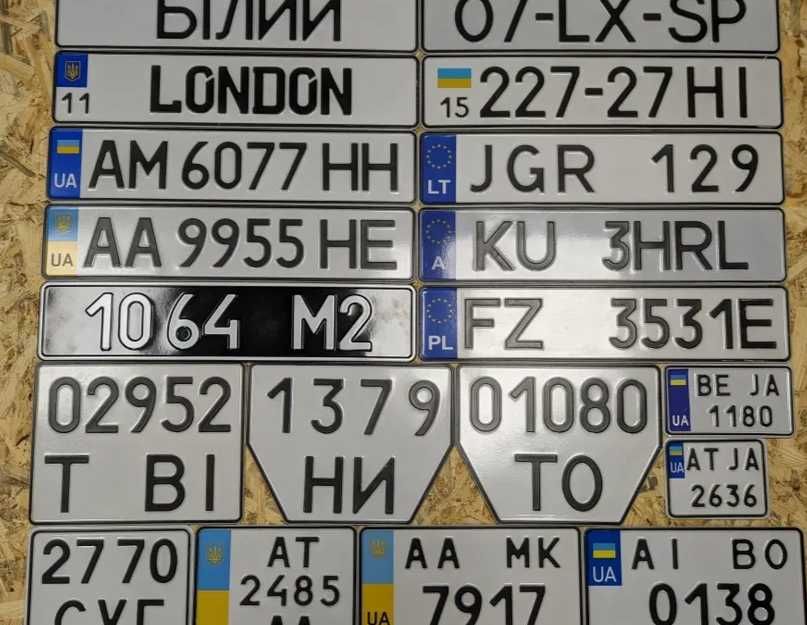 БІЛИЙ
07-LX-SP
11 LONDON
15 227-27 HI
UA AM 6077 HH
LT JGR 129
UA AA 9955 HE
A KU 3HRL
1064 M2
PL FZ 3531E
02952
T BI
1379
НИ
01080
TO
BE JA
UA 1180
UA AT JA
2636
2770
AT
2485
AA MK
UA 7917
UA AI BO
0138